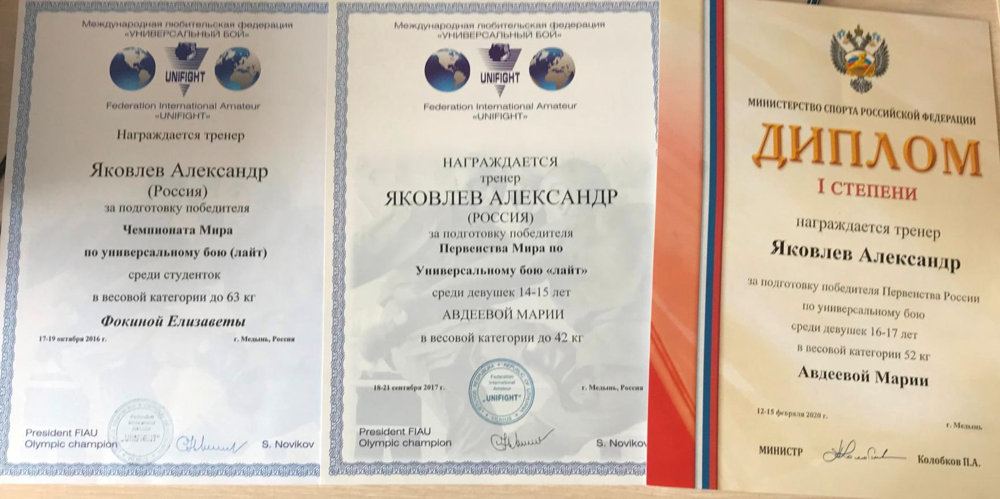 Международная любительская федерация
«УНИВЕРСАЛЬНЫЙ БОЙ»
UNIFIGHT
Federation International Amateur
«UNIFIGHT»
Награждается тренер
Яковлев Александр
(Россия)
за подготовку победителя
Чемпионата Мира
по универсальному бою (лайт)
среди студенток
в весовой категории до 63 кг
Фокиной Елизаветы
17-19 октября 2016 г. г. Медынь, Россия
Federation
International
Amateur
„UNIFIGHT"
VILNIUS
President FIAU
Olympic champion S. Novikov
Международная любительская федерация
«УНИВЕРСАЛЬНЫЙ БОЙ»
UNIFIGHT
Federation International Amateur
«UNIFIGHT»
НАГРАЖДАЕТСЯ
тренер
ЯКОВЛЕВ АЛЕКСАНДР
(РОССИЯ)
за подготовку победителя
Первенства Мира по
Универсальному бою «лайт»
среди девушек 14-15 лет
АВДЕЕВОЙ МАРИИ
в весовой категории до 42 кг
18-21 сентября 2017 г. г. Медынь, Россия
LIETUVOS RESPUBLIKA * REPUBLIC OF LITHUANIA
Federation
International
Amateur
„UNIFIGHT"
* VILNIUS *
President FIAU
Olympic champion S. Novikov
МИНИСТЕРСТВО СПОРТА РОССИЙСКОЙ ФЕДЕРАЦИИ
ДИПЛОМ
I СТЕПЕНИ
награждается тренер
Яковлев Александр
за подготовку победителя Первенства России
по универсальному бою
среди девушек 16-17 лет
в весовой категории 52 кг
Авдеевой Марии
12-15 февраля 2020 г.
г. Медынь
МИНИСТР Колобков П.А.